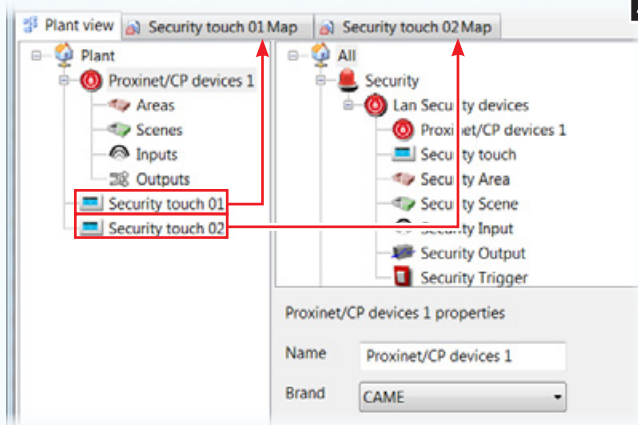 Plant view
Security touch 01 Map
Security touch 02 Map
Plant
Proxinet/CP devices 1
Areas
Scenes
Inputs
Outputs
Security touch 01
Security touch 02
All
Security
Lan Security devices
Proxinet/CP devices 1
Security touch
Security Area
Security Scene
Security Input
Security Output
Security Trigger
Proxinet/CP devices 1 properties
Name
Proxinet/CP devices 1
Brand
CAME